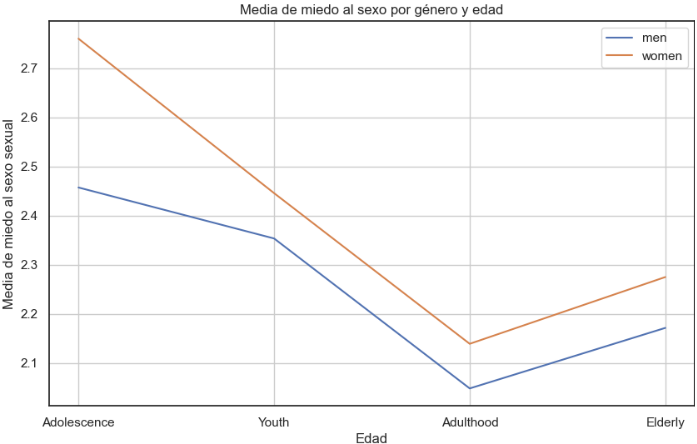 Media de miedo al sexo por género y edad
men
women
Media de miedo al sexo sexual
2.7
2.6
2.5
2.4
2.3
2.2
2.1
Adolescence Youth Adulthood Elderly
Edad